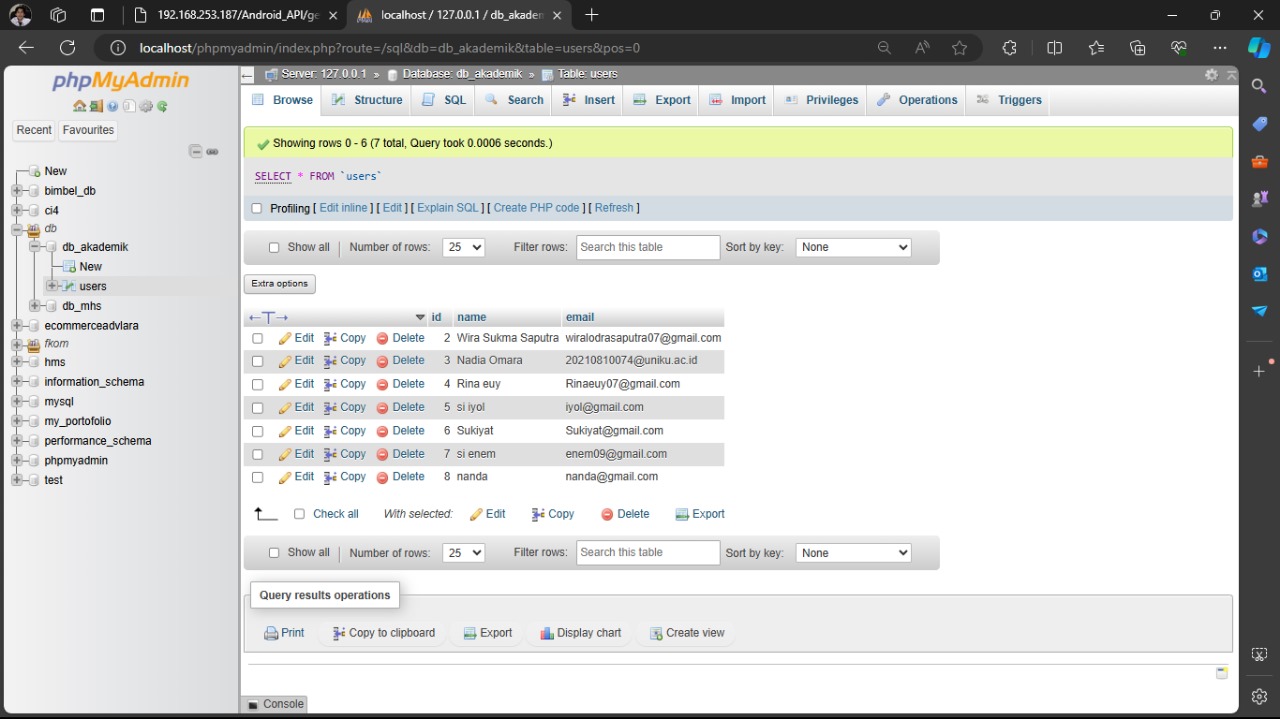 192.168.253.187/Android_API/ge
localhost / 127.0.0.1 / db_akaden
localhost/phpmyadmin/index.php?route=/sql&db=db_akademik&table=users&pos=0
phpMyAdmin
Recent Favourites
New
bimbel_db
ci4
db
db_akademik
New
users
db_mhs
ecommerceadvlara
fkom
hms
information_schema
mysql
my_portofolio
performance_schema
phpmyadmin
test
Server: 127.0.0.1 » Database: db_akademik » Table: users
Browse Structure SQL Search Insert Export Import Privileges Operations Triggers
Showing rows 0 - 6 (7 total, Query took 0.0006 seconds.)
SELECT * FROM `users`
Profiling [ Edit inline ] [ Edit ] [ Explain SQL ] [ Create PHP code ] [ Refresh ]
Show all Number of rows: 25 Filter rows: Search this table Sort by key: None
Extra options
id name email
Edit Copy Delete 2 Wira Sukma Saputra wiralodrasaputra07@gmail.com
Edit Copy Delete 3 Nadia Omara 20210810074@uniku.ac.id
Edit Copy Delete 4 Rina euy Rinaeuy07@gmail.com
Edit Copy Delete 5 si iyol iyol@gmail.com
Edit Copy Delete 6 Sukiyat Sukiyat@gmail.com
Edit Copy Delete 7 si enem enem09@gmail.com
Edit Copy Delete 8 nanda nanda@gmail.com
Check all With selected: Edit Copy Delete Export
Show all Number of rows: 25 Filter rows: Search this table Sort by key: None
Query results operations
Print Copy to clipboard Export Display chart Create view
Console